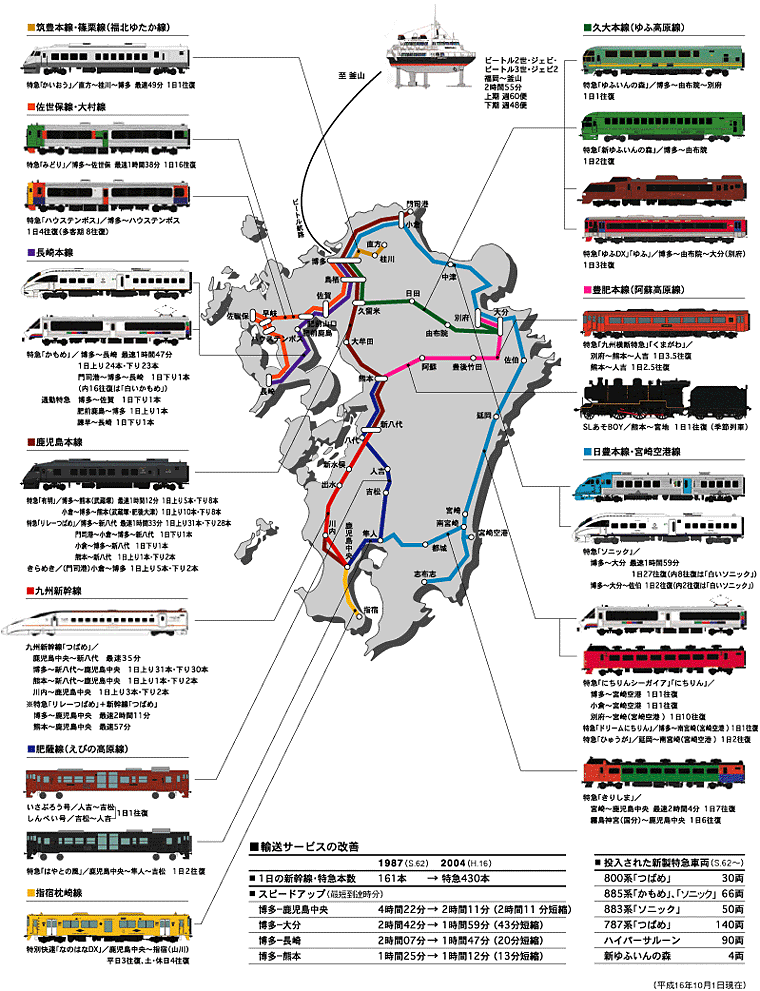 ■筑豊本線・篠栗線(福北ゆたか線)
特急「かいおう」/直方～桂川～博多 最速49分 1日1往復
■佐世保線・大村線
特急「みどり」/博多～佐世保 最速1時間38分 1日16往復
特急「ハウステンボス」/博多～ハウステンボス
1日4往復(多客期 8往復)
■長崎本線
特急「かもめ」/博多～長崎 最速1時間47分
1日上り24本・下り23本
門司港～博多～長崎 1日下り1本
(内16往復は「白いかもめ」)
通勤特急 博多～佐賀 1日下り1本
肥前鹿島～博多 1日上り1本
諫早～長崎 1日下り1本
■鹿児島本線
特急「有明」/博多～熊本(武蔵塚) 最速1時間12分 1日上り5本・下り8本
小倉～熊本(武蔵塚・肥後大津) 1日上り10本・下り8本
特急「リレーつばめ」/博多～新八代 最速1時間33分 1日上り31本・下り28本
門司港～小倉～博多～新八代 1日下り1本
小倉～博多～新八代 1日下り1本
熊本～新八代 1日上り1本・下り2本
きらめき/(門司港)小倉～博多 1日上り5本・下り2本
■九州新幹線
九州新幹線「つばめ」/
鹿児島中央～新八代 最速35分
博多～新八代～鹿児島中央 1日上り31本・下り30本
熊本～新八代～鹿児島中央 1日上り1本・下り2本
川内～鹿児島中央 1日上り3本・下り2本
※特急「リレーつばめ」+新幹線「つばめ」
博多～鹿児島中央 最速2時間11分
熊本～鹿児島中央 最速57分
■肥薩線(えびの高原線)
いさぶろう号/人吉～吉松
しんぺい号/吉松～人吉
1日1往復
特急「はやとの風」/鹿児島中央～隼人～吉松 1日2往復
■指宿枕崎線
特別快速「なのはなDX」/鹿児島中央～指宿(山川)
平日3往復、土・休日4往復
至 釜山
ビートル2世・ジェビ・
ビートル3世・ジェビ2
福岡～釜山
2時間55分
上期 週60便
下期 週48便
ビートル航路
門司港
小倉
直方
桂川
博多
中津
鳥栖
佐賀
日田
別府
大分
佐世保
早岐
肥前山口
久留米
由布院
ハウステンボス
肥前鹿島
大牟田
佐伯
阿蘇
豊後竹田
長崎
熊本
延岡
新八代
八代
人吉
新水俣
出水
吉松
宮崎
川内
鹿児島中央
隼人
南宮崎
宮崎空港
都城
志布志
指宿
■久大本線(ゆふ高原線)
特急「ゆふいんの森」/博多～由布院～別府
1日1往復
特急「新ゆふいんの森」/博多～由布院
1日2往復
特急「ゆふDX」「ゆふ」/博多～由布院～大分(別府)
1日3往復
■豊肥本線(阿蘇高原線)
特急「九州横断特急」「くまがわ」/
別府～熊本～人吉 1日3.5往復
熊本～人吉 1日2.5往復
SLあそBOY/熊本～宮地 1日1往復 (季節列車)
■日豊本線・宮崎空港線
特急「ソニック」/
博多～大分 最速1時間59分
1日27往復(内8往復は「白いソニック」)
博多～大分～佐伯 1日2往復(内2往復は「白いソニック」)
特急「にちりんシーガイア」「にちりん」/
博多～宮崎空港 1日1往復
小倉～宮崎空港 1日1往復
別府～宮崎(宮崎空港) 1日10往復
特急「ドリームにちりん」/博多～南宮崎(宮崎空港) 1日1往復
特急「ひゅうが」/延岡～南宮崎(宮崎空港) 1日2往復
特急「きりしま」/
宮崎～鹿児島中央 最速2時間4分 1日7往復
霧島神宮(国分)～鹿児島中央 1日6往復
■輸送サービスの改善
1987(S.62) 2004(H.16)
■1日の新幹線・特急本数 161本 → 特急430本
■スピードアップ(最短到達時分)
博多−鹿児島中央 4時間22分→ 2時間11分(2時間11分短縮)
博多−大分 2時間42分→ 1時間59分(43分短縮)
博多−長崎 2時間07分→ 1時間47分(20分短縮)
博多−熊本 1時間25分→ 1時間12分(13分短縮)
■投入された新製特急車両(S.62～)
800系「つばめ」 30両
885系「かもめ」、「ソニック」 66両
883系「ソニック」 50両
787系「つばめ」 140両
ハイパーサルーン 90両
新ゆふいんの森 4両
(平成16年10月1日現在)